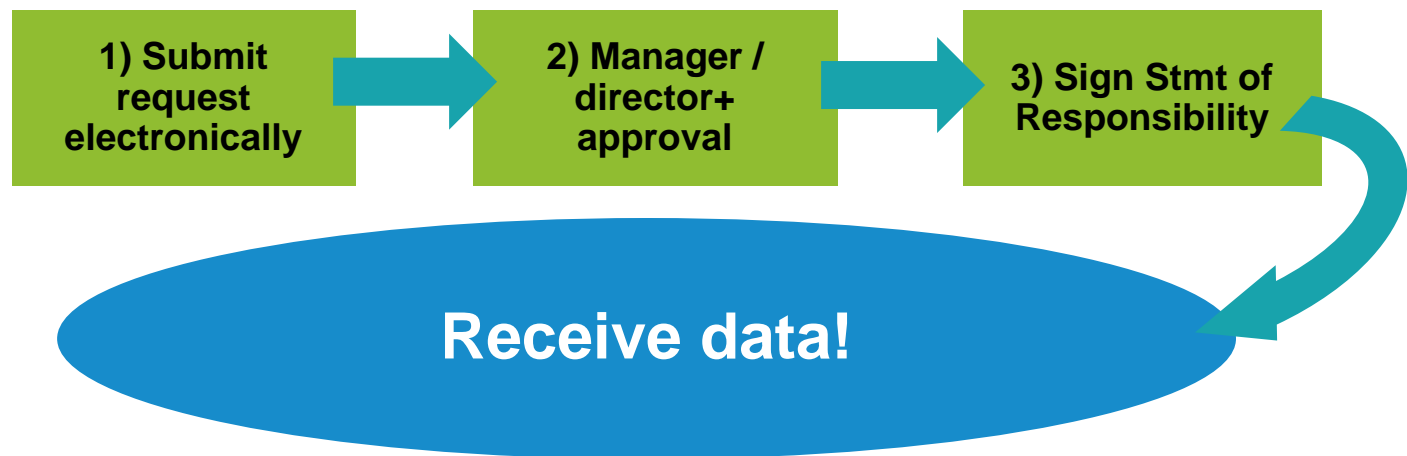 1) Submit
request
electronically
2) Manager /
director+
approval
3) Sign Stmt of
Responsibility
Receive data!